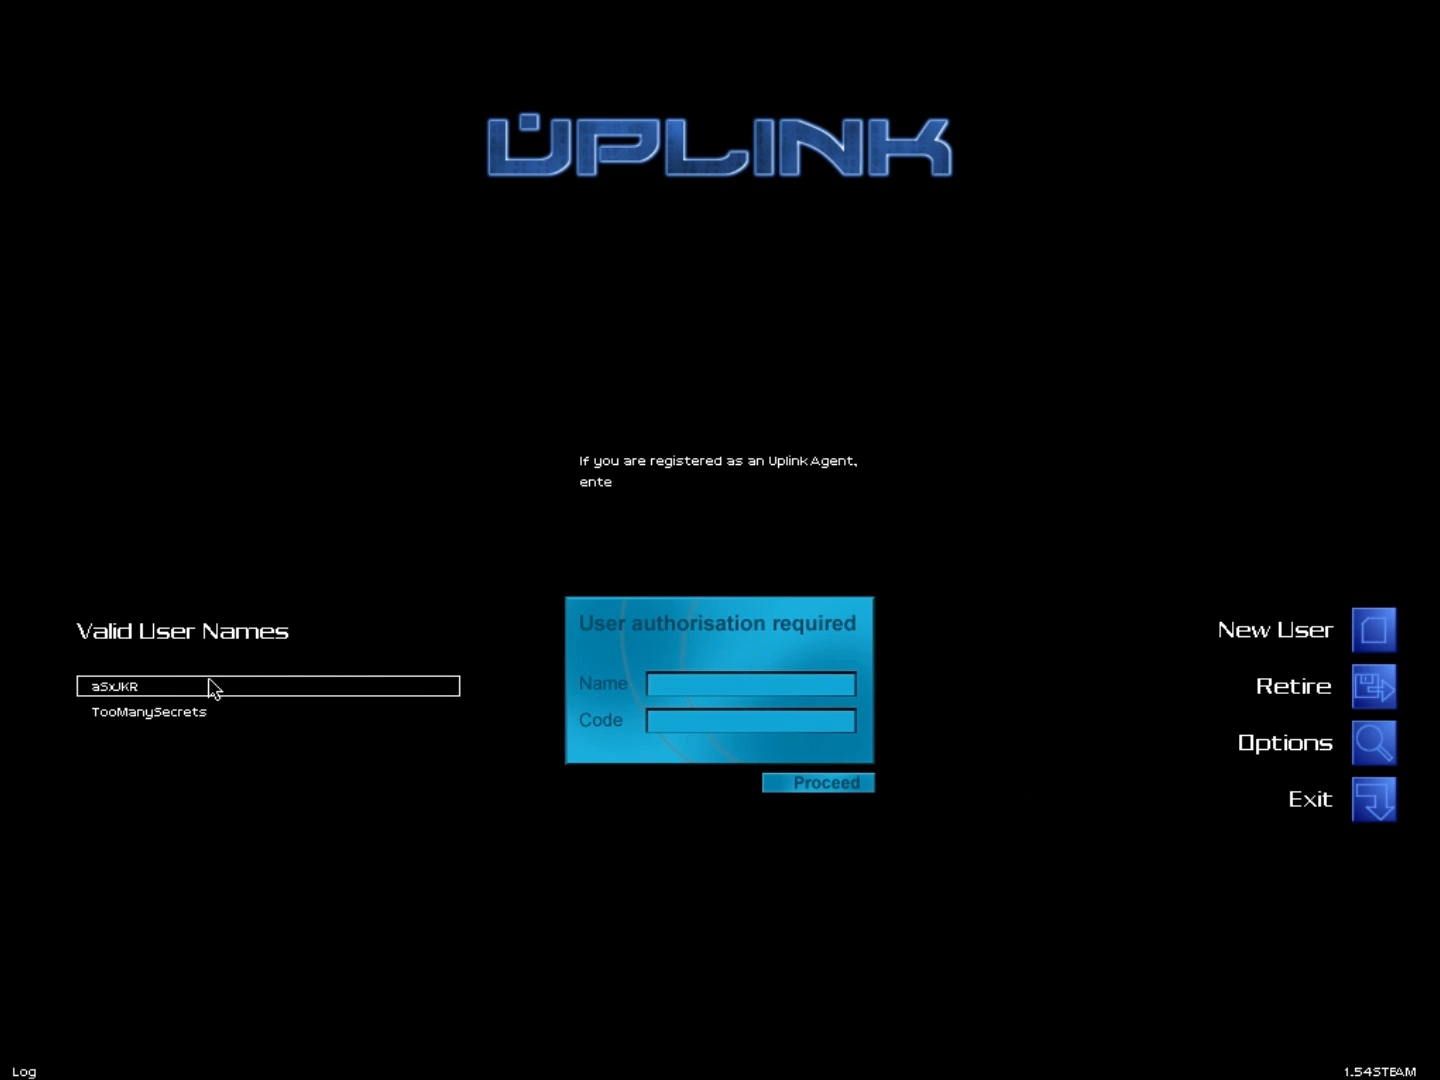 UPLINK
If you are registered as an Uplink Agent,
ente
Valid User Names
aSxJKR
TooManySecrets
User authorisation required
Name
Code
Proceed
New User
Retire
Options
Exit
Log
1.54STEAM